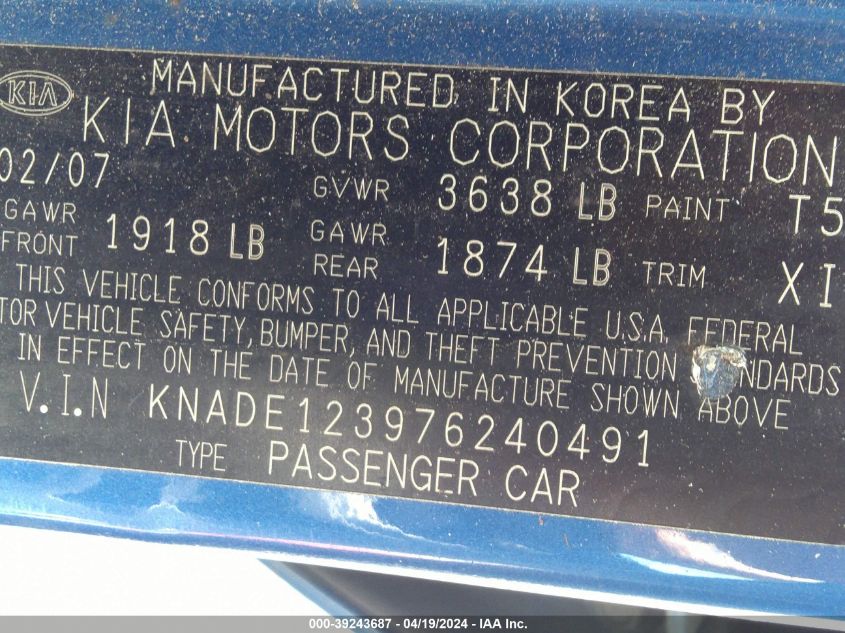 MANUFACTURED IN KOREA BY
KIA
KIA MOTORS CORPORATION
02/07 GVWR 3638 LB PAINT T5
GAWR FRONT 1918 LB GAWR REAR 1874 LB TRIM XI
THIS VEHICLE CONFORMS TO ALL APPLICABLE U.S.A. FEDERAL
TOR VEHICLE SAFETY, BUMPER, AND THEFT PREVENTION NDARDS
IN EFFECT ON THE DATE OF MANUFACTURE SHOWN ABOVE
V.I.N KNADE123976240491
TYPE PASSENGER CAR
000-39243687 - 04/19/2024 - IAA Inc.